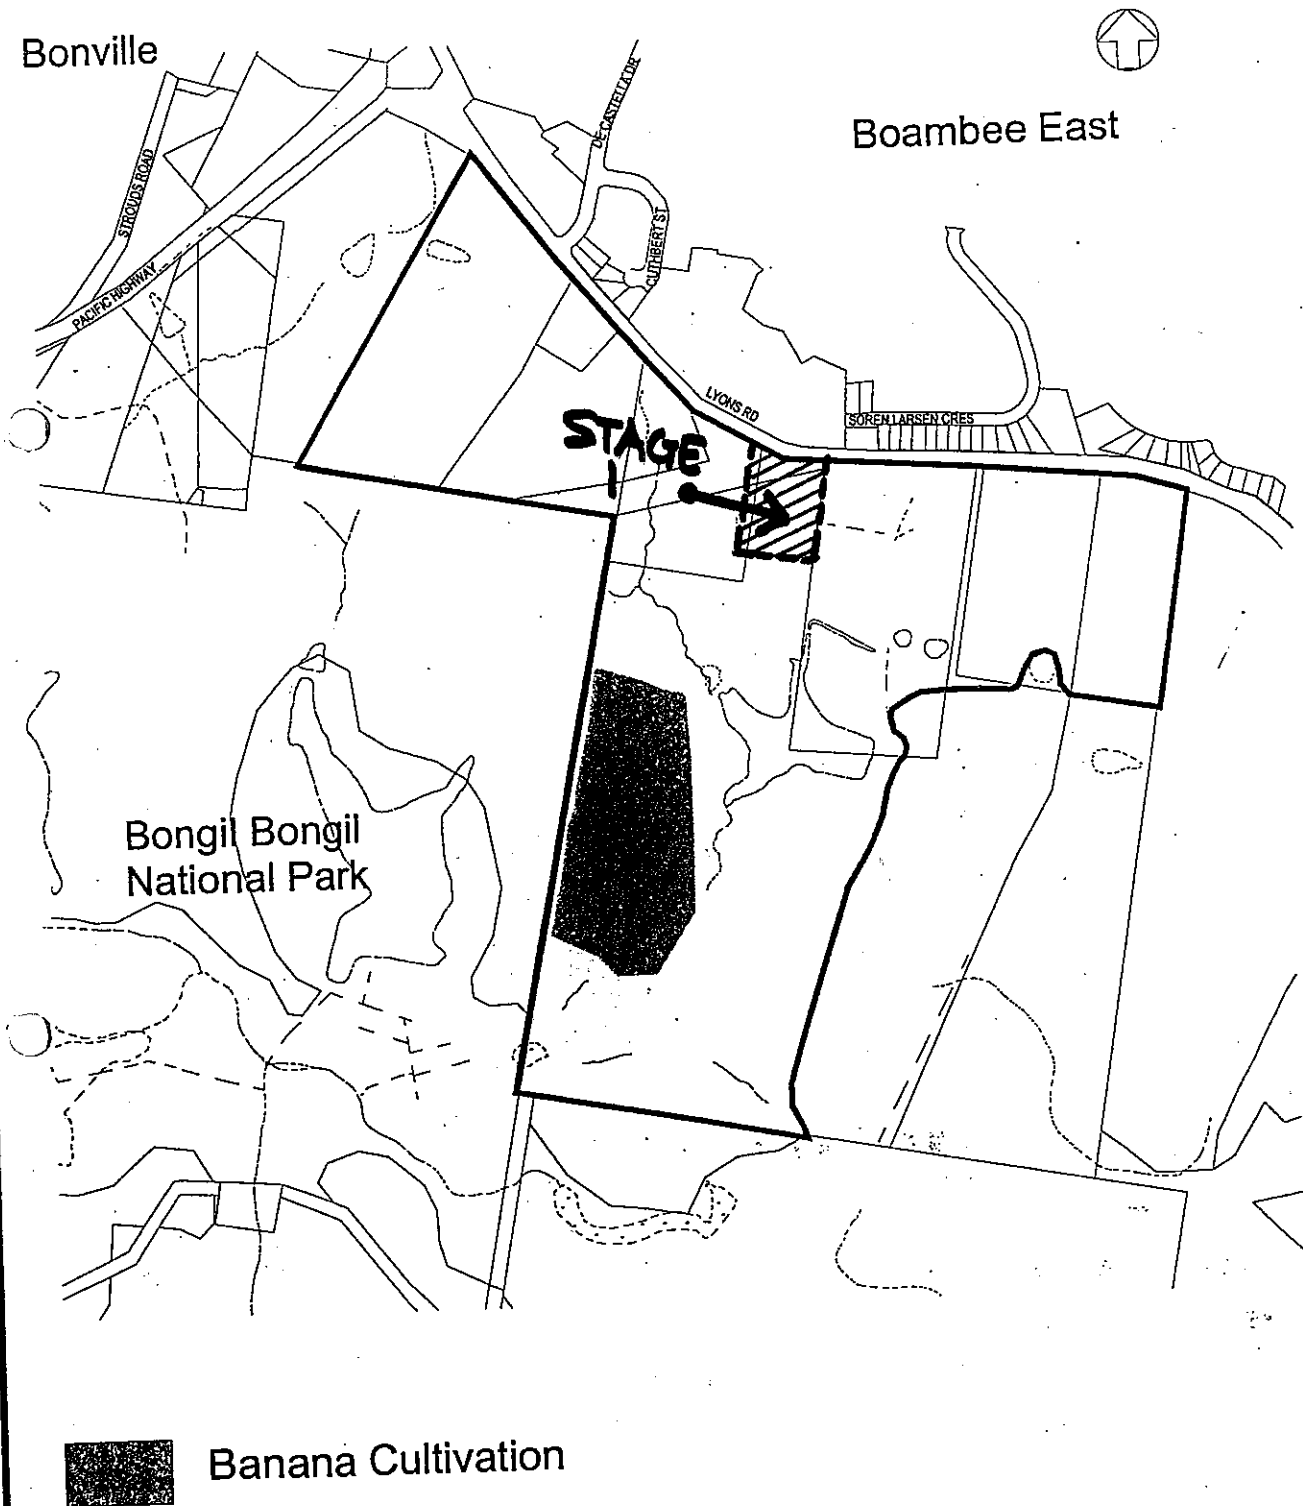 Bonville
Boambee East
DE CASTELLA DR
STROUDS ROAD
CUTHBERT ST
PACIFIC HIGHWAY
LYONS RD
SOREN LARSEN CRES
STAGE
1
Bongil Bongil
National Park
Banana Cultivation